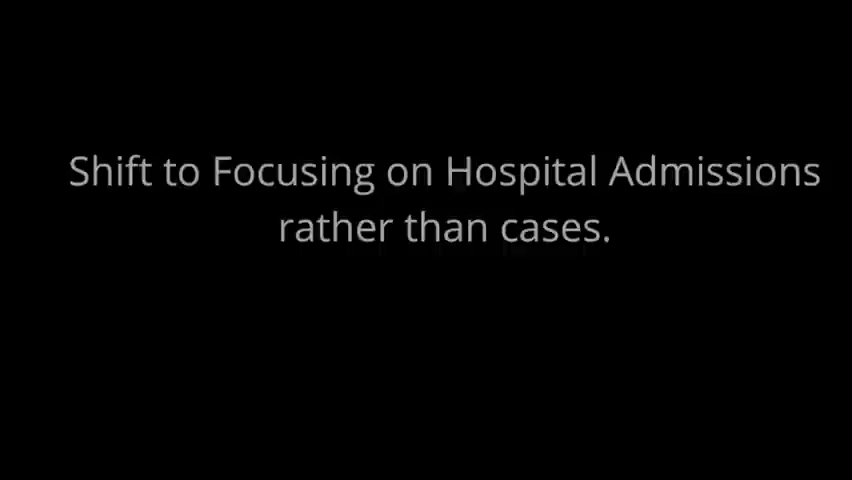 Shift to Focusing on Hospital Admissions
rather than cases.